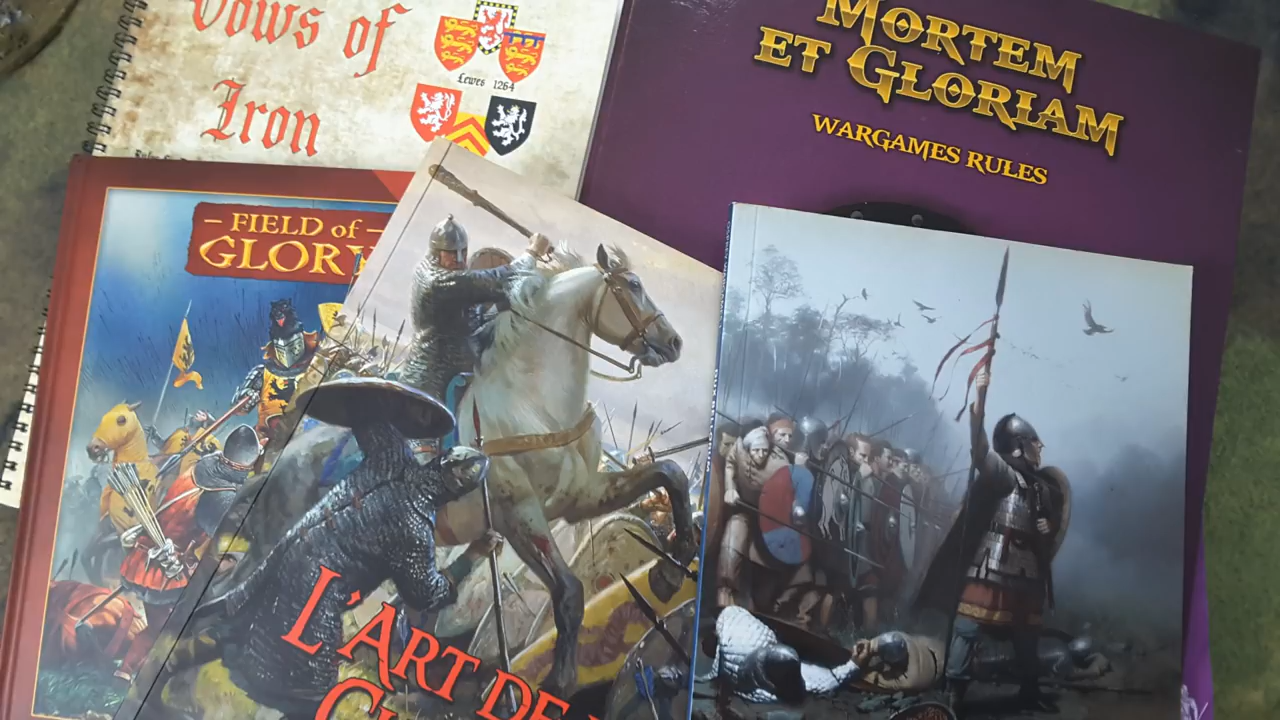 Vows of
Iron
Lewes 1264
MORTEM
ET GLORIAM
WARGAMES RULES
– FIELD of –
GLORY
L'ART DE